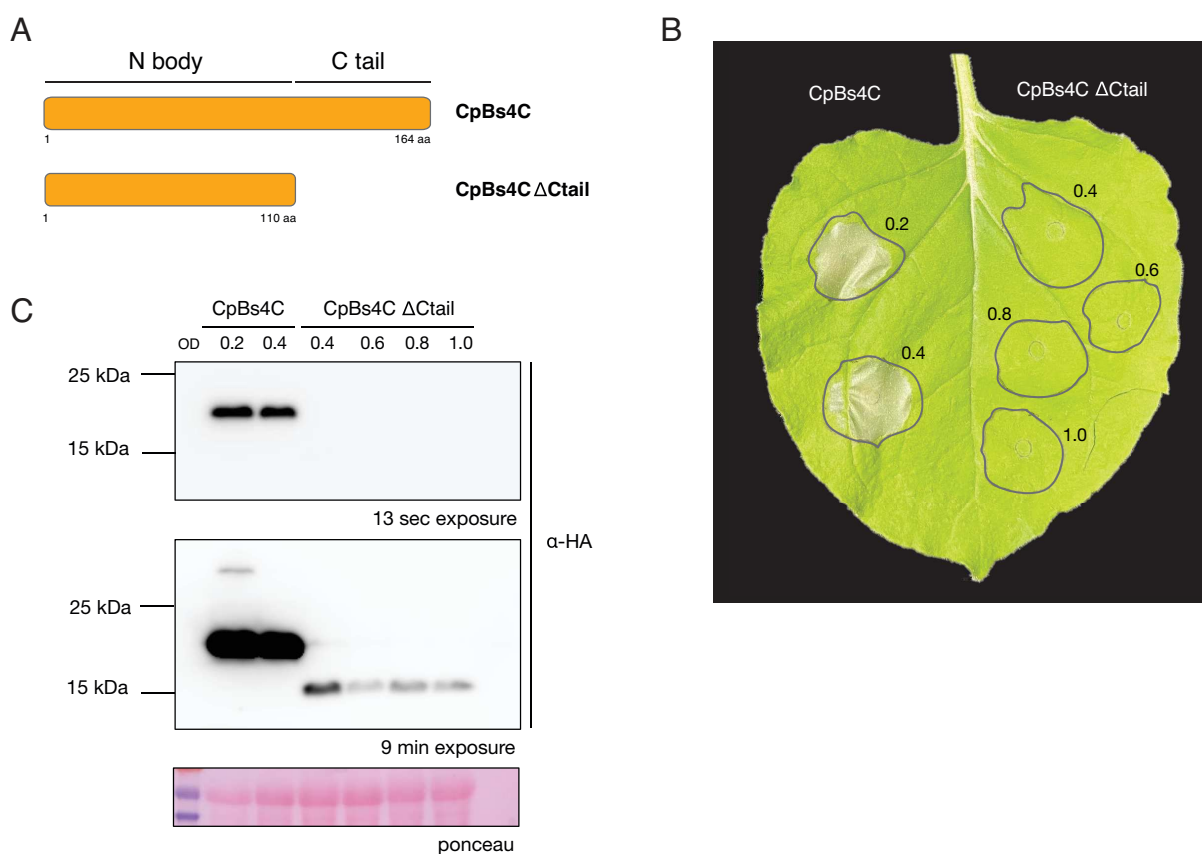 A
N body C tail
CpBs4C
1 164 aa
CpBs4C ΔCtail
1 110 aa
B
CpBs4C CpBs4C ΔCtail
0.2
0.4
0.4
0.6
0.8
1.0
C
CpBs4C CpBs4C ΔCtail
OD 0.2 0.4 0.4 0.6 0.8 1.0
25 kDa
15 kDa
13 sec exposure
α-HA
25 kDa
15 kDa
9 min exposure
ponceau